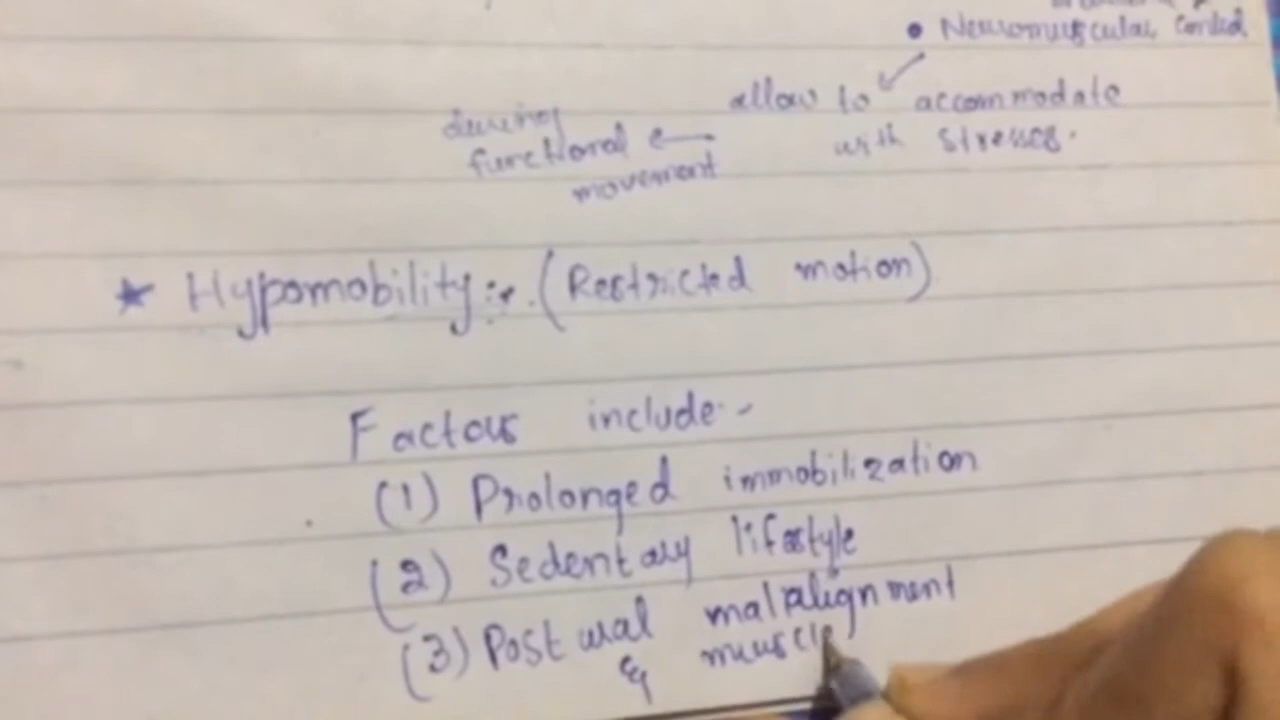 • Neuromuscular control
allow to accommodate
with stresses.
during
functional
movement
★ Hypomobility :- (Restricted motion)
Factors include -
(1) Prolonged immobilization
(2) Sedentary lifestyle
(3) Postural malalignment
& muscle